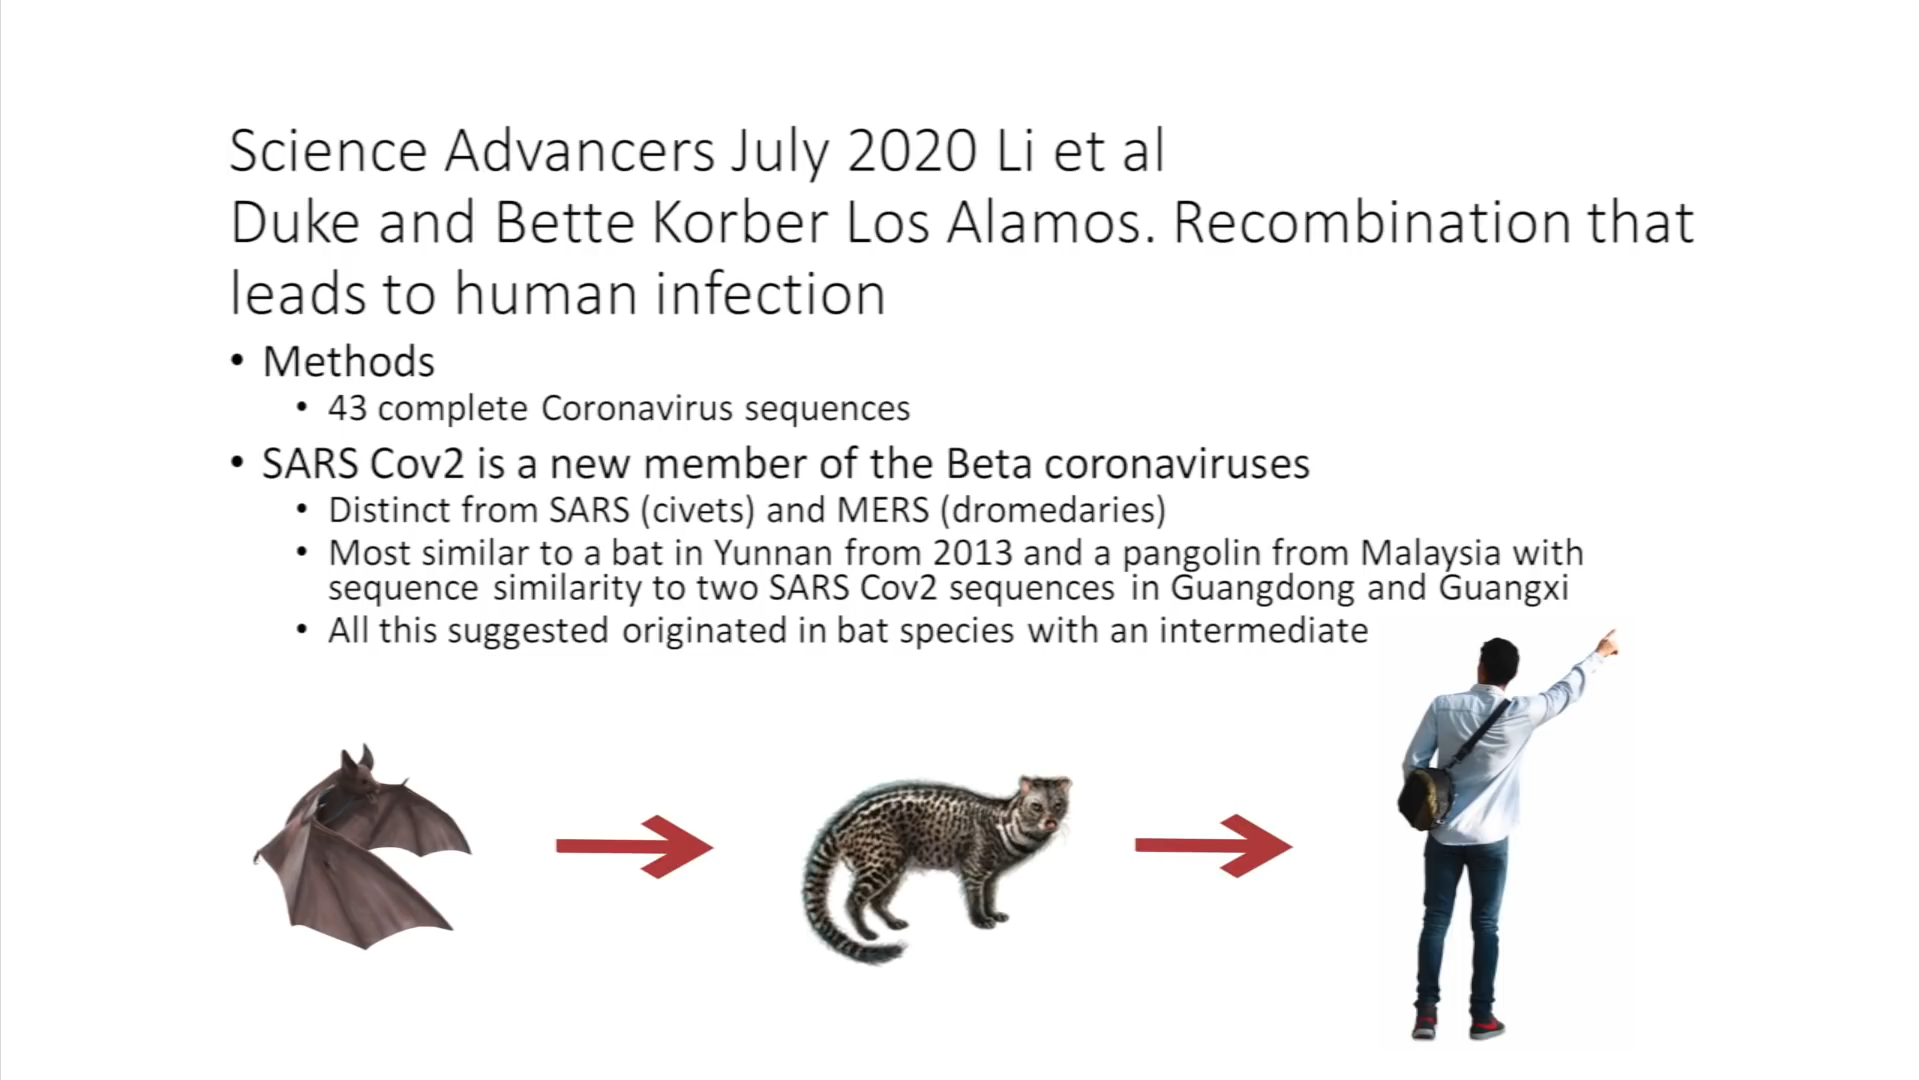 Science Advancers July 2020 Li et al
Duke and Bette Korber Los Alamos. Recombination that
leads to human infection
• Methods
• 43 complete Coronavirus sequences
• SARS Cov2 is a new member of the Beta coronaviruses
• Distinct from SARS (civets) and MERS (dromedaries)
• Most similar to a bat in Yunnan from 2013 and a pangolin from Malaysia with
sequence similarity to two SARS Cov2 sequences in Guangdong and Guangxi
• All this suggested originated in bat species with an intermediate